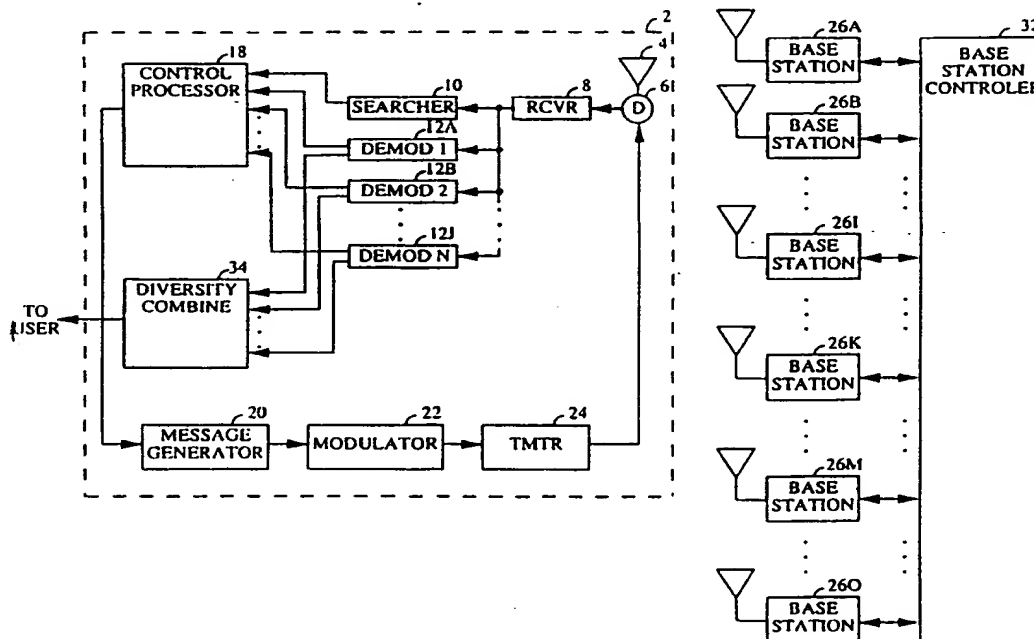 2
18
CONTROL
PROCESSOR
10
SEARCHER
8
RCVR
4
D
6
12A
DEMOD 1
12B
DEMOD 2
12J
DEMOD N
34
DIVERSITY
COMBINE
TO
USER
20
MESSAGE
GENERATOR
22
MODULATOR
24
TMTR
26A
BASE
STATION
26B
BASE
STATION
26I
BASE
STATION
26K
BASE
STATION
26M
BASE
STATION
26O
BASE
STATION
32
BASE
STATION
CONTROLER